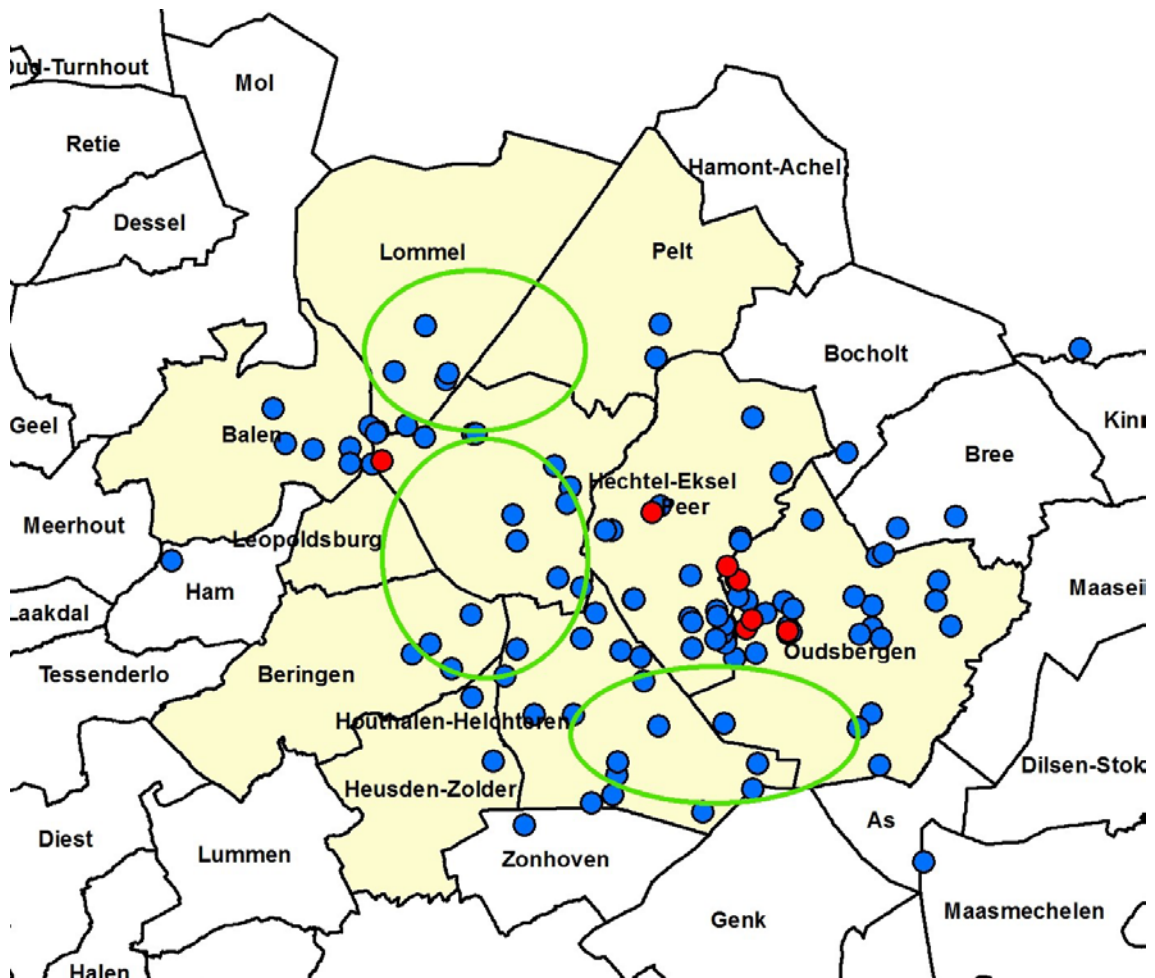 Oud-Turnhout
Mol
Retie
Hamont-Achel
Dessel
Lommel
Pelt
Bocholt
Kinr
Geel
Balen
Bree
Hechtel-Eksel
Peer
Meerhout
Leopoldsburg
Ham
Maasei
Laakdal
Oudsbergen
Tessenderlo
Beringen
Houthalen-Helchteren
Dilsen-Stok
Heusden-Zolder
As
Diest
Lummen
Zonhoven
Maasmechelen
Genk
Halen